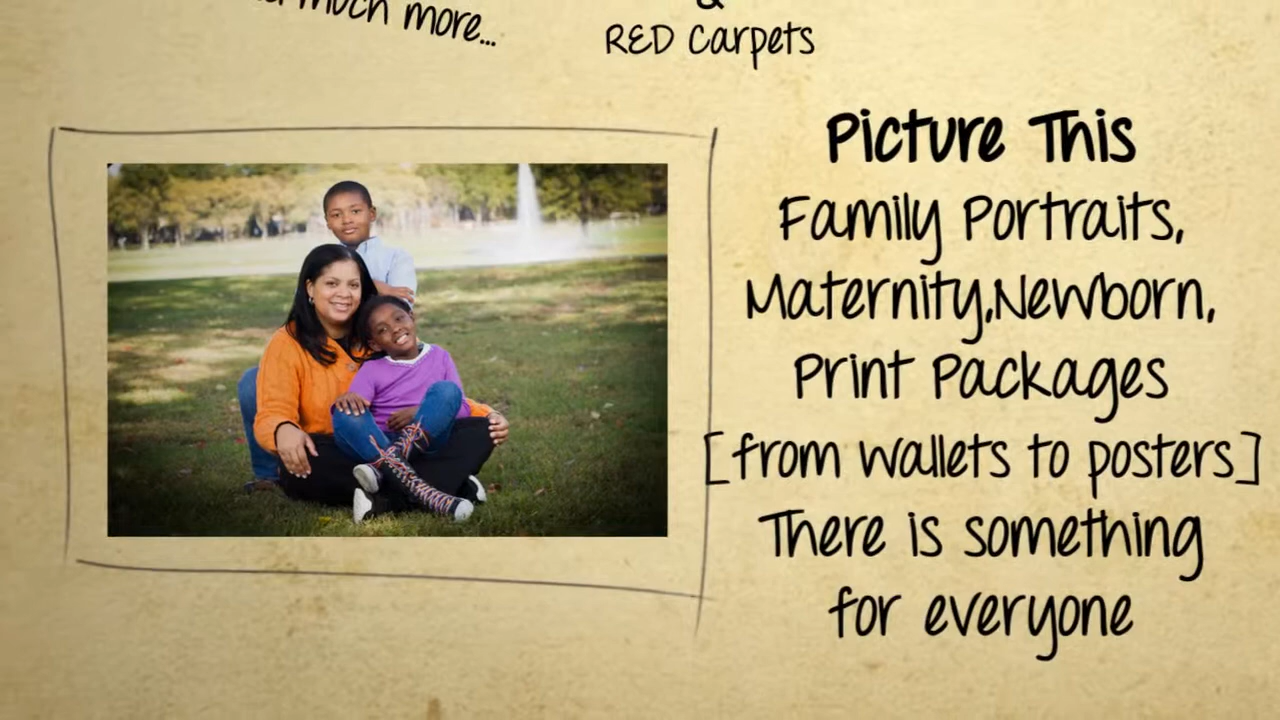 much more...
&
RED Carpets
Picture This
Family Portraits,
Maternity,Newborn,
Print Packages
[from wallets to posters]
There is something
for everyone